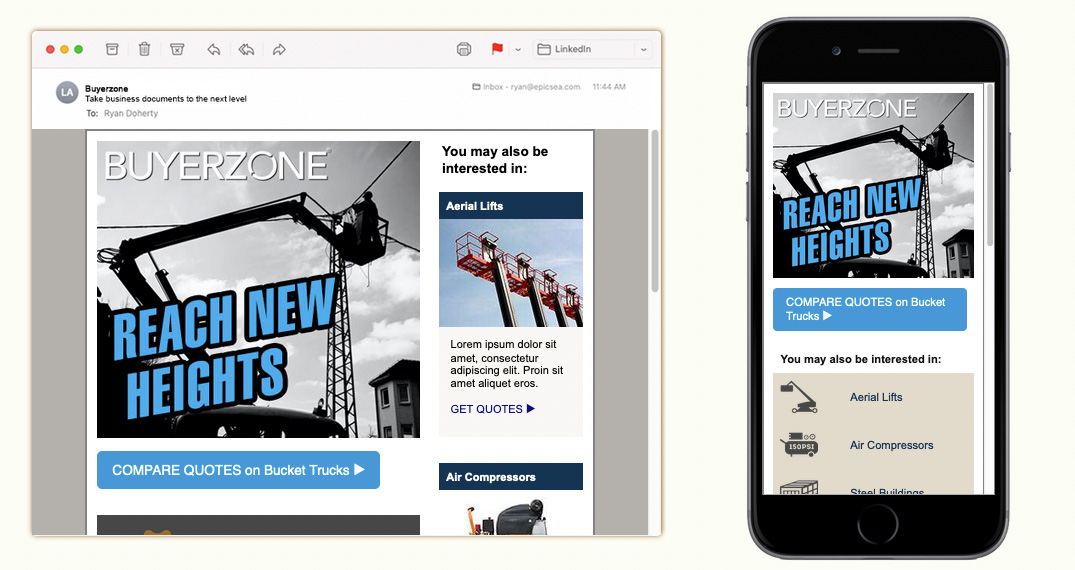 LinkedIn
LA
Buyerzone
Take business documents to the next level
To: Ryan Doherty
Inbox - ryan@epicsea.com 11:44 AM
BUYERZONE
REACH NEW
HEIGHTS
COMPARE QUOTES on Bucket Trucks ▶
You may also be
interested in:
Aerial Lifts
Lorem ipsum dolor sit
amet, consectetur
adipiscing elit. Proin sit
amet aliquet eros.
GET QUOTES ▶
Air Compressors
BUYERZONE
REACH NEW
HEIGHTS
COMPARE QUOTES on Bucket
Trucks ▶
You may also be interested in:
Aerial Lifts
150PSI
Air Compressors
Steel Buildings